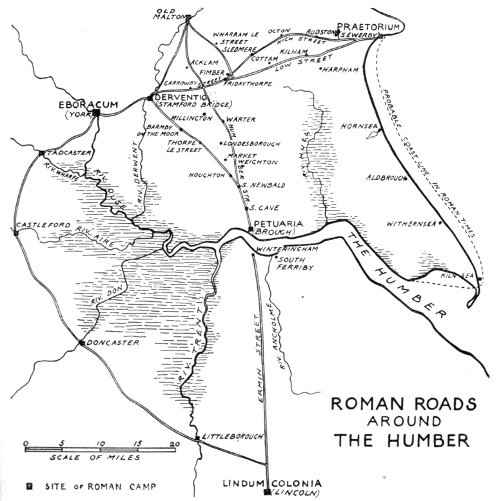 OLD
MALTON
WHARRAM LE
STREET
SLEDMERE
OCTON
RUDSTON
PRAETORIUM
(SEWERBY)
HIGH STREET
KILHAM
COTTAM
LOW STREET
ACKLAM
FIMBER
FRIDAYTHORPE
HARPHAM
GARROWBY STREET
DERVENTIO
(STAMFORD BRIDGE)
EBORACUM
(YORK)
MILLINGTON
WARTER
BARMBY
ON THE MOOR
THORPE
LE STREET
LONDESBOROUGH
MARKET
WEIGHTON
HUMBER STR.
HOUGHTON
S. NEWBALD
S. CAVE
PETUARIA
(BROUGH)
HORNSEA
PROBABLE COAST LINE IN ROMAN TIMES
ALDBROUGH
WITHERNSEA
KILNSEA
RIV. HULL
TADCASTER
RIV. WHARFE
RIV. OUSE
RIV. DERWENT
CASTLEFORD
RIV. AIRE
WINTERINGHAM
SOUTH
FERRIBY
THE HUMBER
RIV. DON
DONCASTER
RIV. TRENT
ERMIN STREET
RIV. ANCHOLME
LITTLEBOROUGH
ROMAN ROADS
AROUND
THE HUMBER
0 5 10 15 20
SCALE OF MILES
SITE OF ROMAN CAMP
LINDUM COLONIA
(LINCOLN)